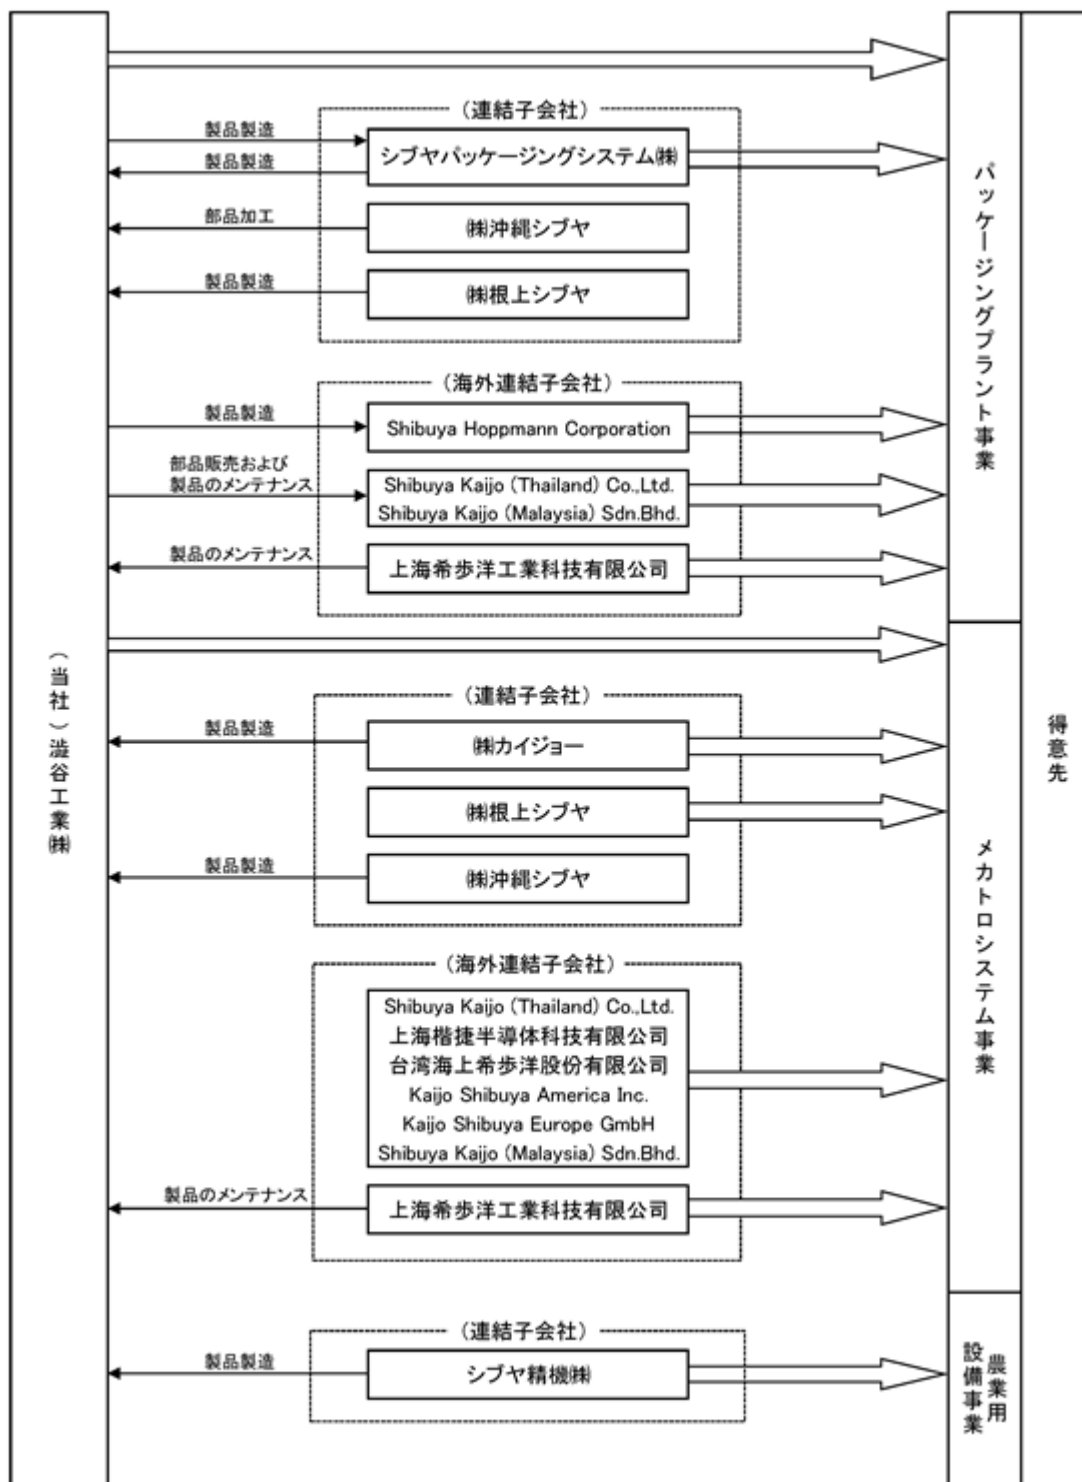 （当社）澁谷工業㈱
（連結子会社）
製品製造
製品製造
シブヤパッケージングシステム㈱
部品加工
㈱沖縄シブヤ
製品製造
㈱根上シブヤ
（海外連結子会社）
製品製造
Shibuya Hoppmann Corporation
部品販売および
製品のメンテナンス
Shibuya Kaijo (Thailand) Co.,Ltd.
Shibuya Kaijo (Malaysia) Sdn.Bhd.
製品のメンテナンス
上海希歩洋工業科技有限公司
パッケージングプラント事業
（連結子会社）
製品製造
㈱カイジョー
㈱根上シブヤ
製品製造
㈱沖縄シブヤ
（海外連結子会社）
Shibuya Kaijo (Thailand) Co.,Ltd.
上海楷捷半導体科技有限公司
台湾海上希歩洋股份有限公司
Kaijo Shibuya America Inc.
Kaijo Shibuya Europe GmbH
Shibuya Kaijo (Malaysia) Sdn.Bhd.
製品のメンテナンス
上海希歩洋工業科技有限公司
メカトロシステム事業
（連結子会社）
製品製造
シブヤ精機㈱
農業用
設備事業
得意先